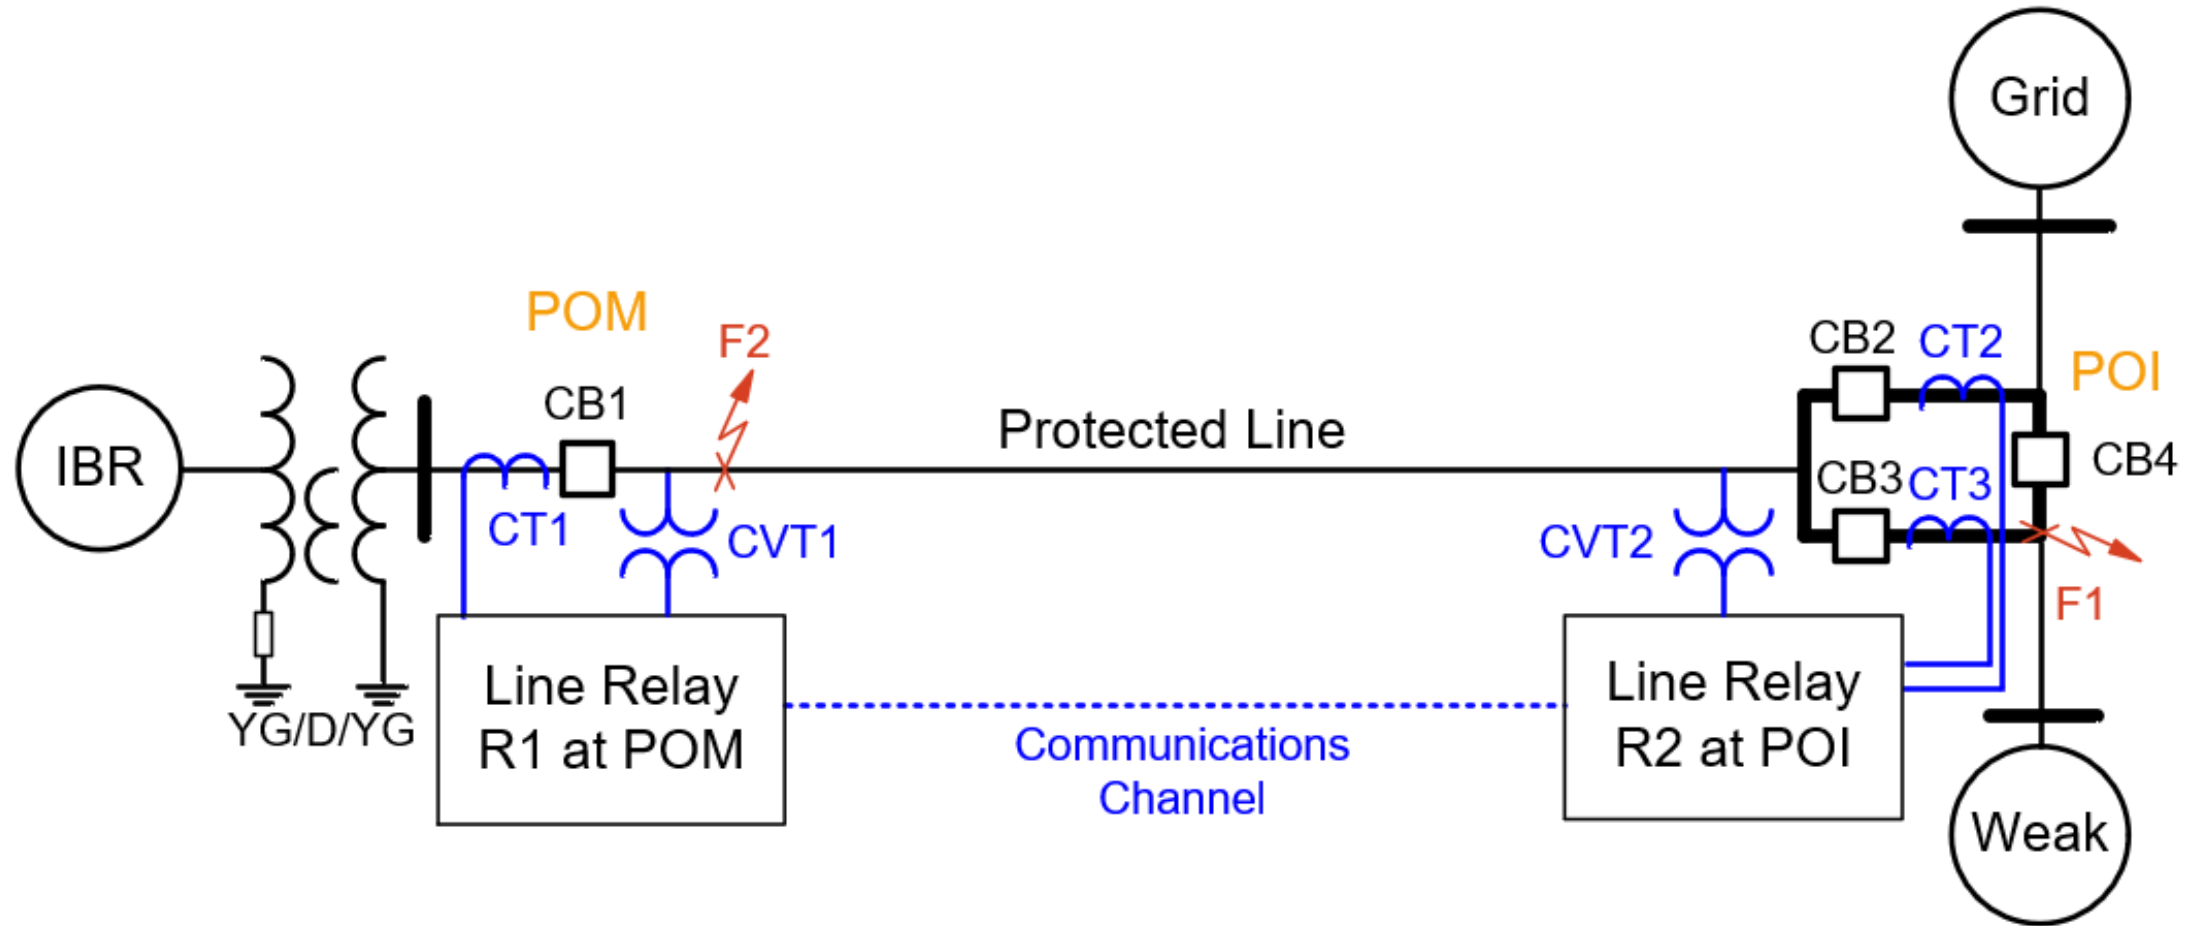 Grid
POM
F2
CB2
CT2
POI
CB1
Protected Line
IBR
CB3
CT3
CB4
CT1
CVT1
CVT2
F1
YG/D/YG
Line Relay
R1 at POM
Communications
Channel
Line Relay
R2 at POI
Weak